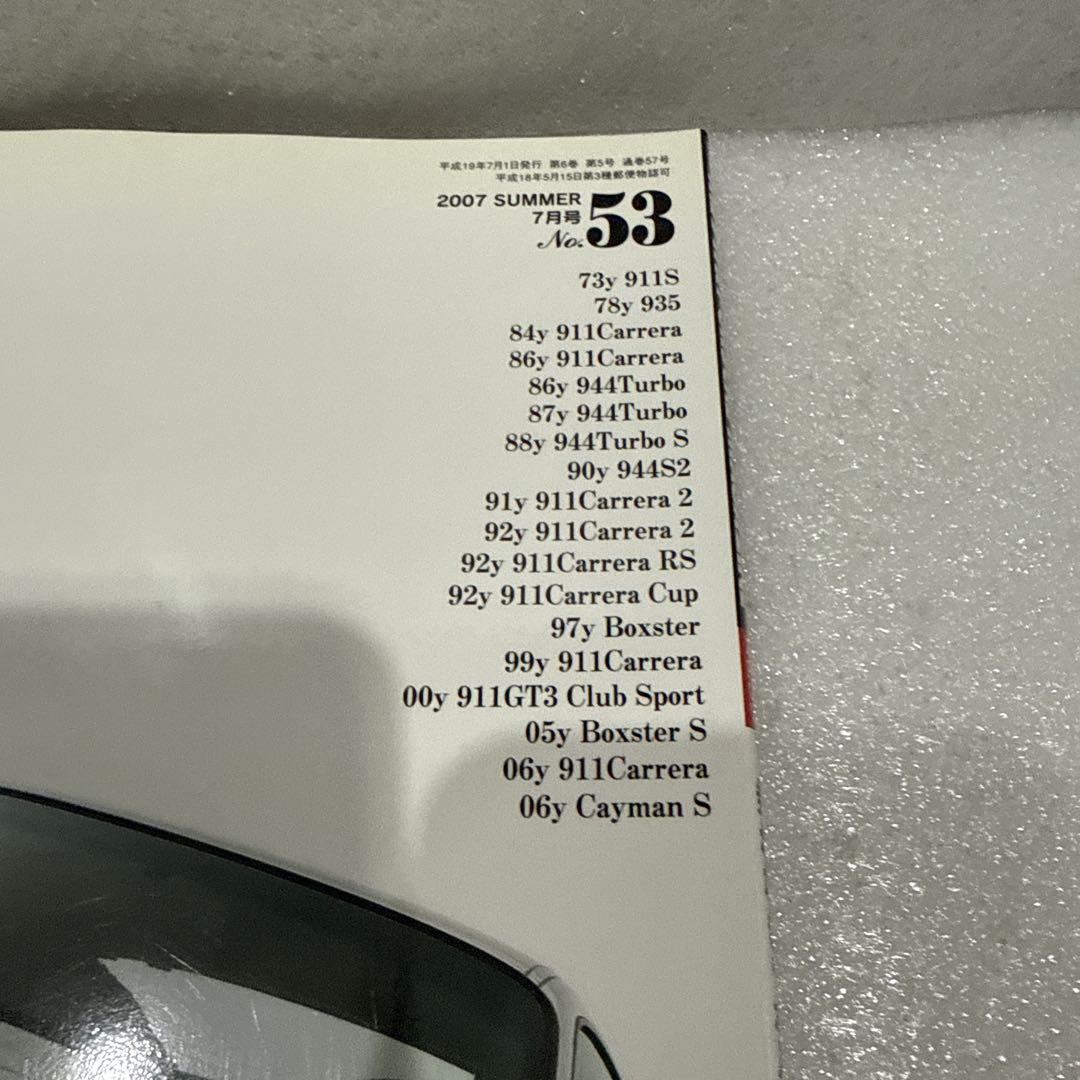 平成19年7月1日発行 第6巻 第5号 通巻57号
平成18年5月15日第3種郵便物認可
2007 SUMMER
7月号
No.53
73y 911S
78y 935
84y 911Carrera
86y 911Carrera
86y 944Turbo
87y 944Turbo
88y 944Turbo S
90y 944S2
91y 911Carrera 2
92y 911Carrera 2
92y 911Carrera RS
92y 911Carrera Cup
97y Boxster
99y 911Carrera
00y 911GT3 Club Sport
05y Boxster S
06y 911Carrera
06y Cayman S